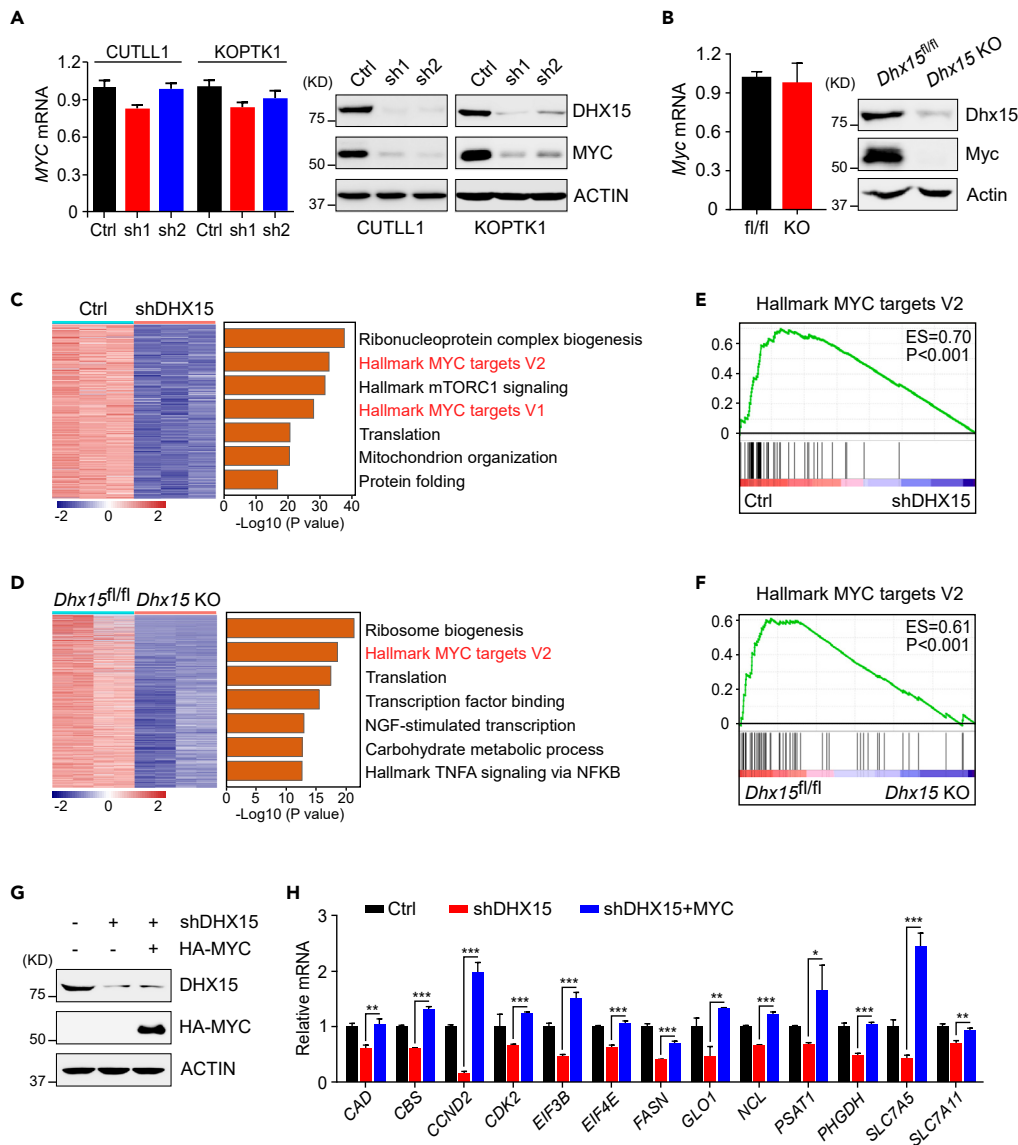 A
CUTLL1 KOPTK1
MYC mRNA
1.2
0.9
0.6
0.3
0
Ctrl sh1 sh2 Ctrl sh1 sh2
(KD) Ctrl sh1 sh2 Ctrl sh1 sh2
75
DHX15
50
MYC
37
ACTIN
CUTLL1 KOPTK1
B
Myc mRNA
1.2
0.9
0.6
0.3
0
fl/fl KO
(KD) Dhx15fl/fl Dhx15 KO
75
Dhx15
50
Myc
37
Actin
C
Ctrl shDHX15
-2 0 2
Ribonucleoprotein complex biogenesis
Hallmark MYC targets V2
Hallmark mTORC1 signaling
Hallmark MYC targets V1
Translation
Mitochondrion organization
Protein folding
0 10 20 30 40
-Log10 (P value)
E
Hallmark MYC targets V2
ES=0.70
P<0.001
0.6
0.4
0.2
0
Ctrl shDHX15
D
Dhx15fl/fl Dhx15 KO
-2 0 2
Ribosome biogenesis
Hallmark MYC targets V2
Translation
Transcription factor binding
NGF-stimulated transcription
Carbohydrate metabolic process
Hallmark TNFA signaling via NFKB
0 5 10 15 20
-Log10 (P value)
F
Hallmark MYC targets V2
ES=0.61
P<0.001
0.6
0.4
0.2
0
Dhx15fl/fl Dhx15 KO
G
- + + shDHX15
- - + HA-MYC
(KD)
75
DHX15
50
HA-MYC
37
ACTIN
H
Ctrl shDHX15 shDHX15+MYC
Relative mRNA
3
2
1
0
** *** *** *** *** *** *** ** *** * *** *** **
CAD CBS CCND2 CDK2 EIF3B EIF4E FASN GLO1 NCL PSAT1 PHGDH SLC7A5 SLC7A11